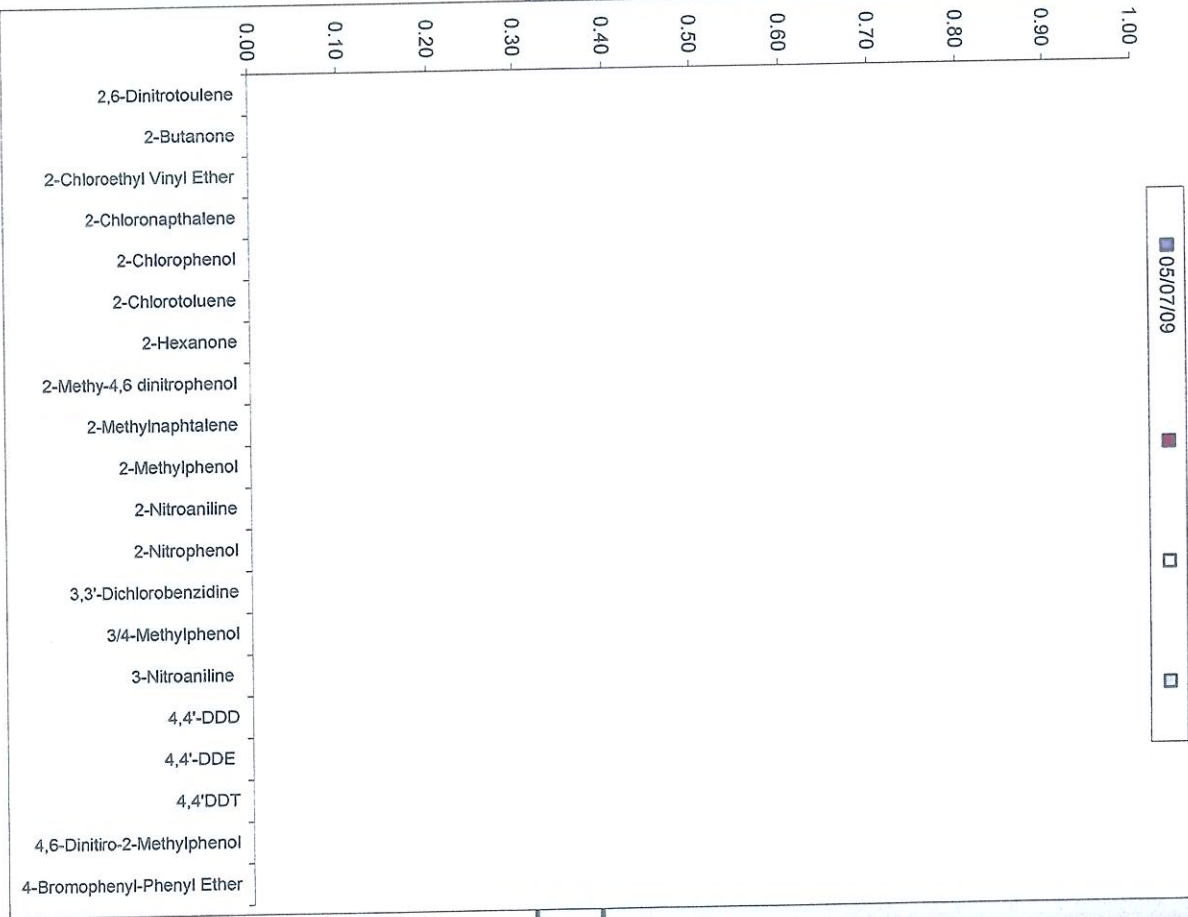 0.00
0.10
0.20
0.30
0.40
0.50
0.60
0.70
0.80
0.90
1.00
05/07/09
2,6-Dinitrotoulene
2-Butanone
2-Chloroethyl Vinyl Ether
2-Chloronapthalene
2-Chlorophenol
2-Chlorotoluene
2-Hexanone
2-Methy-4,6 dinitrophenol
2-Methylnaphtalene
2-Methylphenol
2-Nitroaniline
2-Nitrophenol
3,3'-Dichlorobenzidine
3/4-Methylphenol
3-Nitroaniline
4,4'-DDD
4,4'-DDE
4,4'DDT
4,6-Dinitiro-2-Methylphenol
4-Bromophenyl-Phenyl Ether